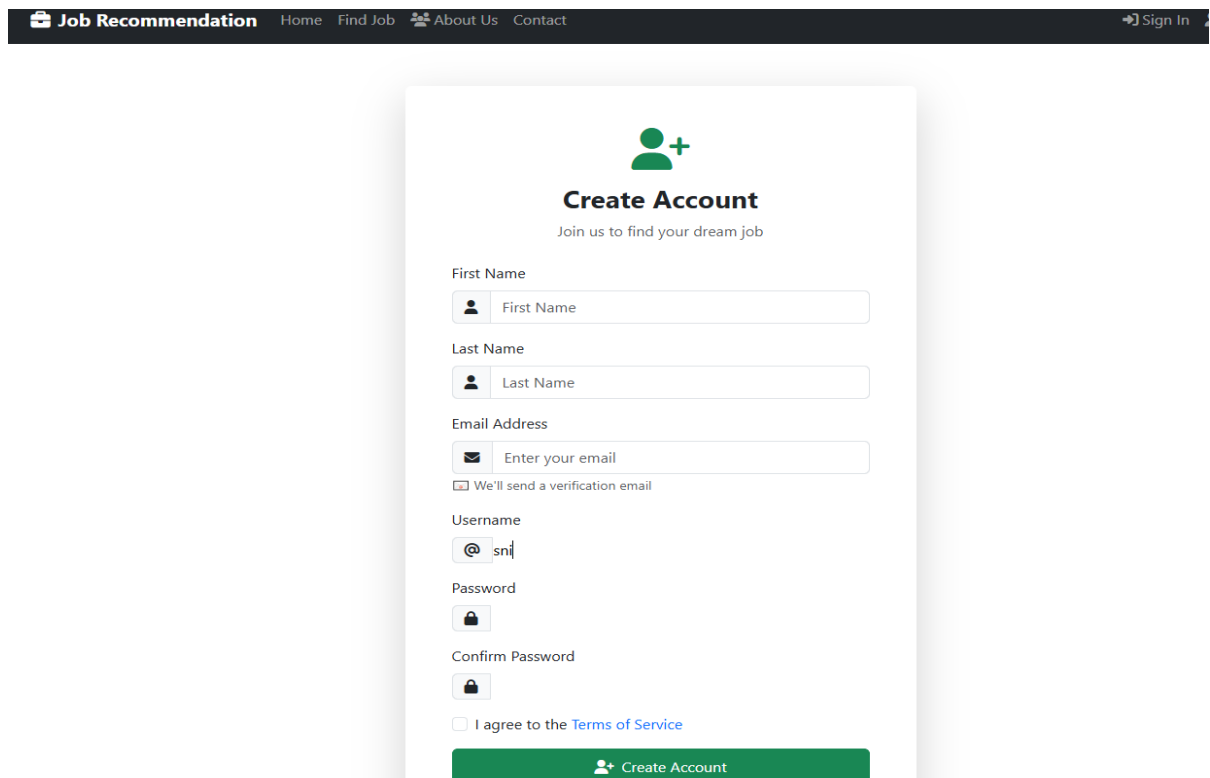 Job Recommendation Home Find Job About Us Contact Sign In
Create Account
Join us to find your dream job
First Name
First Name
Last Name
Last Name
Email Address
Enter your email
We'll send a verification email
Username
@ sni
Password
Confirm Password
I agree to the Terms of Service
Create Account